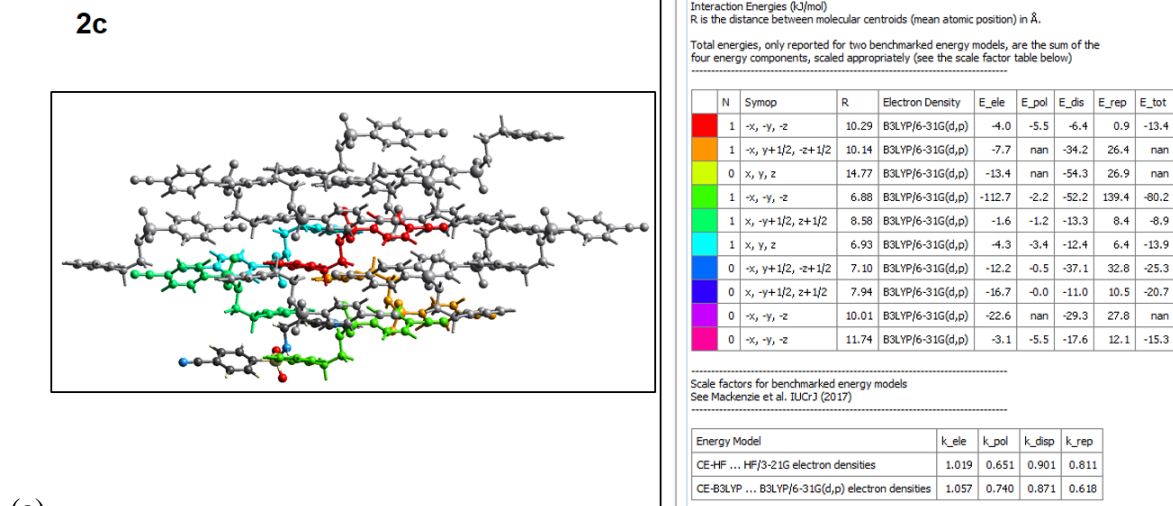 2c
Interaction Energies (kJ/mol)
R is the distance between molecular centroids (mean atomic position) in Å.
Total energies, only reported for two benchmarked energy models, are the sum of the
four energy components, scaled appropriately (see the scale factor table below)
N Symop R Electron Density E_ele E_pol E_dis E_rep E_tot
1 -x, -y, -z 10.29 B3LYP/6-31G(d,p) -4.0 -5.5 -6.4 0.9 -13.4
1 -x, y+1/2, -z+1/2 10.14 B3LYP/6-31G(d,p) -7.7 nan -34.2 26.4 nan
0 x, y, z 14.77 B3LYP/6-31G(d,p) -13.4 nan -54.3 26.9 nan
1 -x, -y, -z 6.88 B3LYP/6-31G(d,p) -112.7 -2.2 -52.2 139.4 -80.2
1 x, -y+1/2, z+1/2 8.58 B3LYP/6-31G(d,p) -1.6 -1.2 -13.3 8.4 -8.9
1 x, y, z 6.93 B3LYP/6-31G(d,p) -4.3 -3.4 -12.4 6.4 -13.9
0 -x, y+1/2, -z+1/2 7.10 B3LYP/6-31G(d,p) -12.2 -0.5 -37.1 32.8 -25.3
0 x, -y+1/2, z+1/2 7.94 B3LYP/6-31G(d,p) -16.7 -0.0 -11.0 10.5 -20.7
0 -x, -y, -z 10.01 B3LYP/6-31G(d,p) -22.6 nan -29.3 27.8 nan
0 -x, -y, -z 11.74 B3LYP/6-31G(d,p) -3.1 -5.5 -17.6 12.1 -15.3
Scale factors for benchmarked energy models
See Mackenzie et al. IUCrJ (2017)
Energy Model k_ele k_pol k_disp k_rep
CE-HF ... HF/3-21G electron densities 1.019 0.651 0.901 0.811
CE-B3LYP ... B3LYP/6-31G(d,p) electron densities 1.057 0.740 0.871 0.618